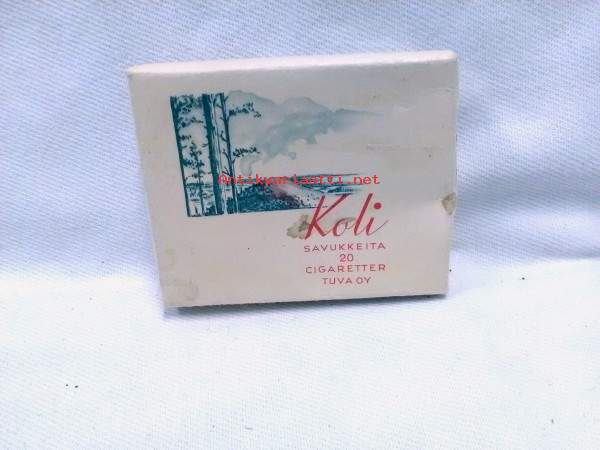 Antikvariaatti.net
Koli
SAVUKKEITA
20
CIGARETTER
TUVA OY